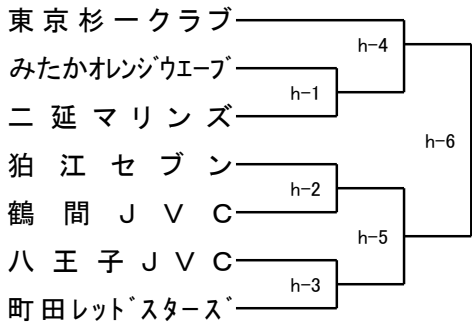 東京杉一クラブ
h-4
みたかオレンジウエーブ
h-1
二延マリンズ
h-6
狛江セブン
h-2
鶴間JVC
h-5
八王子JVC
h-3
町田レッドスターズ